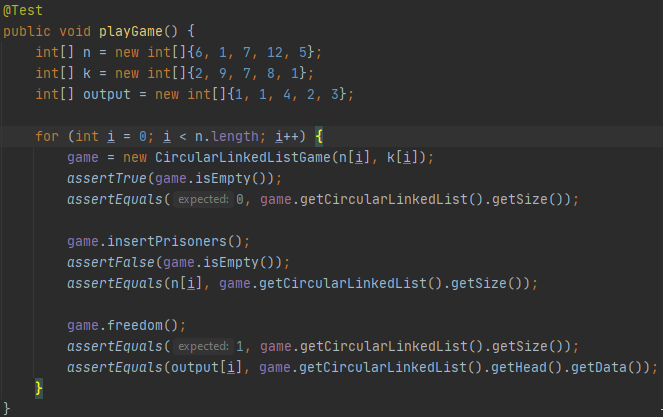 @Test
public void playGame() {
    int[] n = new int[]{6, 1, 7, 12, 5};
    int[] k = new int[]{2, 9, 7, 8, 1};
    int[] output = new int[]{1, 1, 4, 2, 3};

    for (int i = 0; i < n.length; i++) {
        game = new CircularLinkedListGame(n[i], k[i]);
        assertTrue(game.isEmpty());
        assertEquals( expected: 0, game.getCircularLinkedList().getSize());

        game.insertPrisoners();
        assertFalse(game.isEmpty());
        assertEquals(n[i], game.getCircularLinkedList().getSize());

        game.freedom();
        assertEquals( expected: 1, game.getCircularLinkedList().getSize());
        assertEquals(output[i], game.getCircularLinkedList().getHead().getData());
    }
}